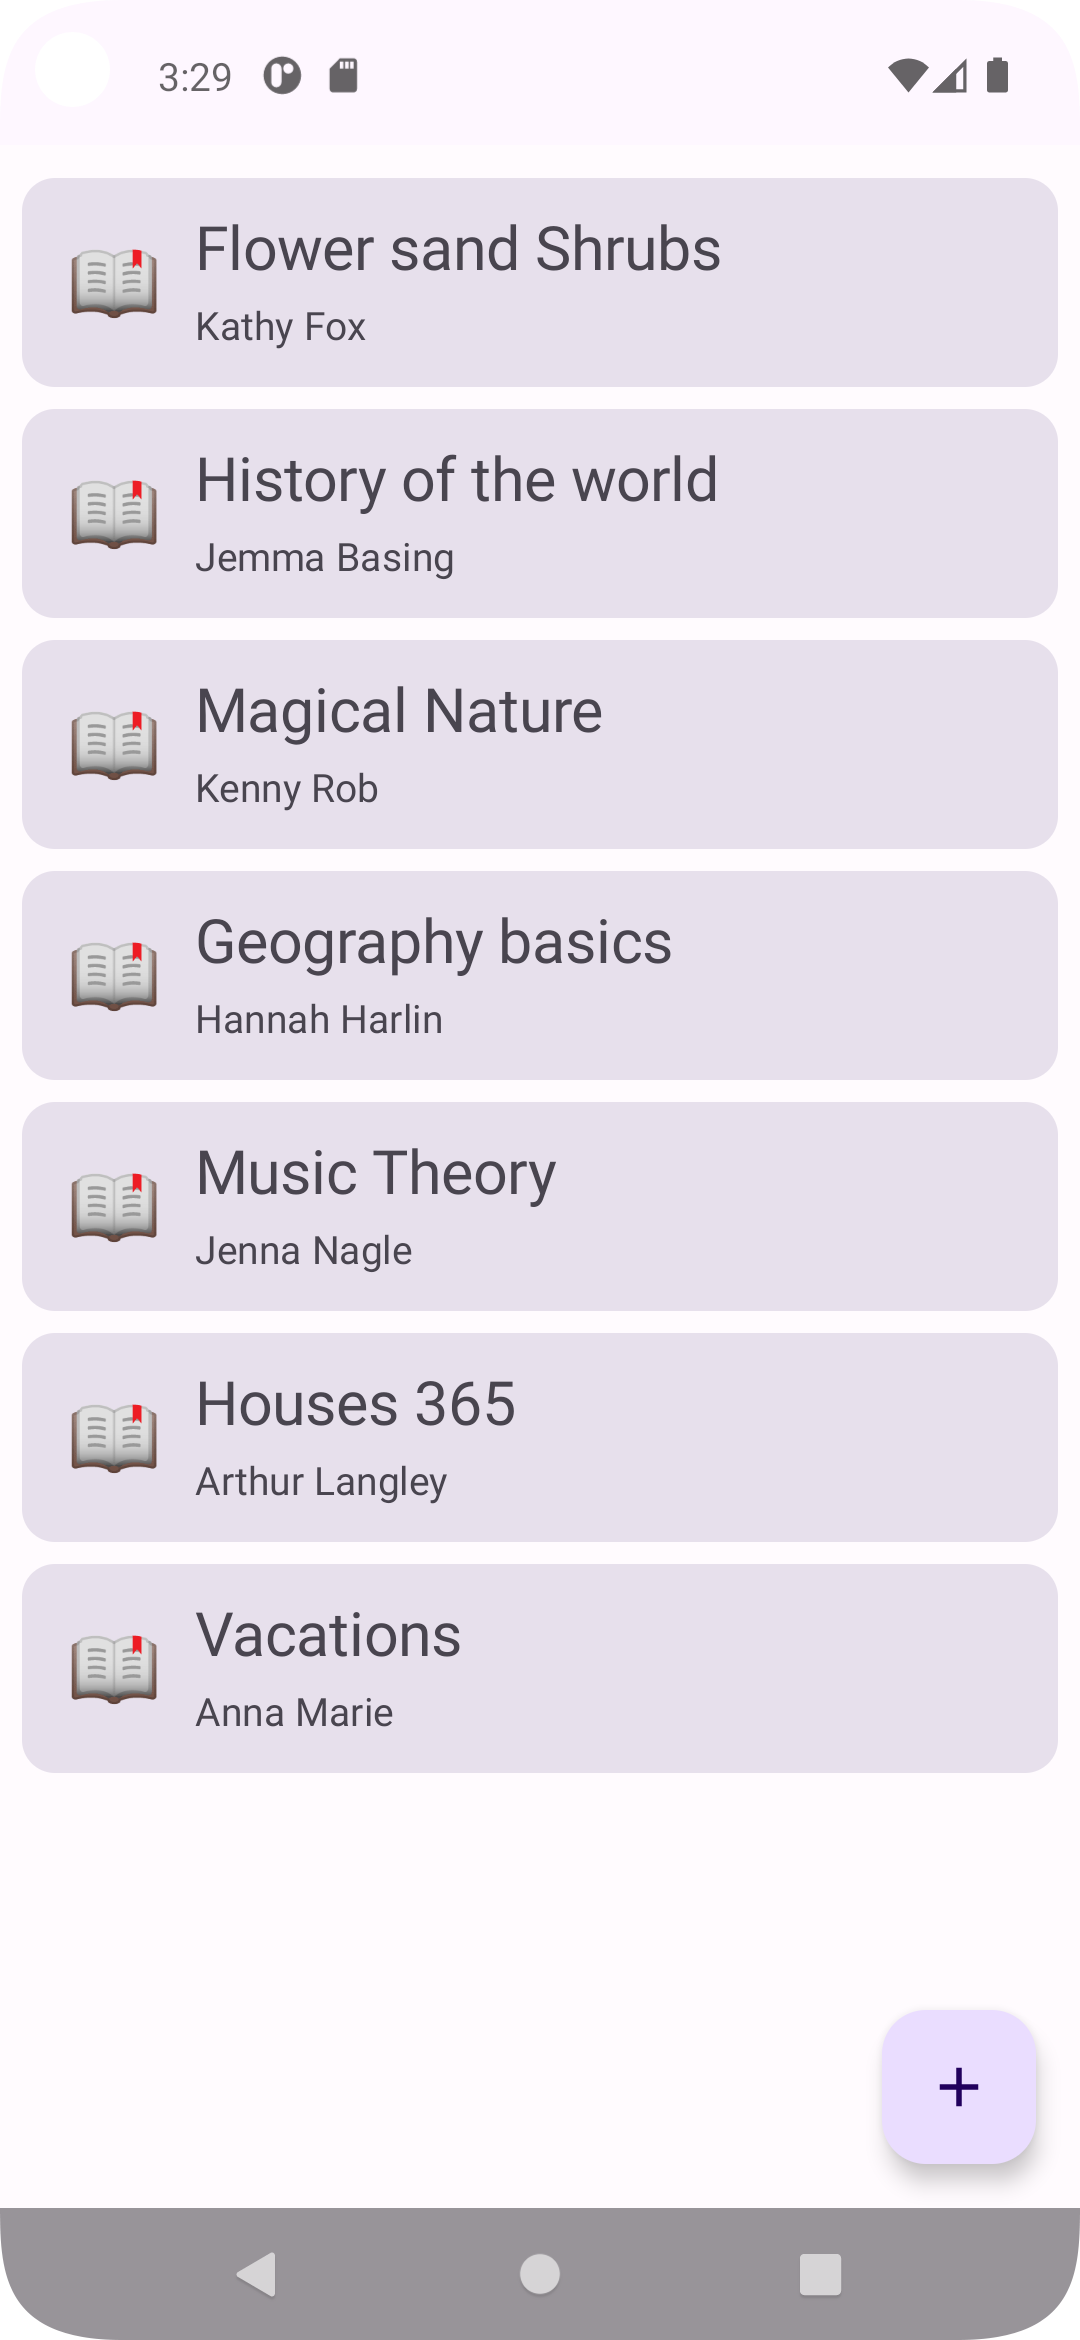 3:29
Flower sand Shrubs
Kathy Fox
History of the world
Jemma Basing
Magical Nature
Kenny Rob
Geography basics
Hannah Harlin
Music Theory
Jenna Nagle
Houses 365
Arthur Langley
Vacations
Anna Marie